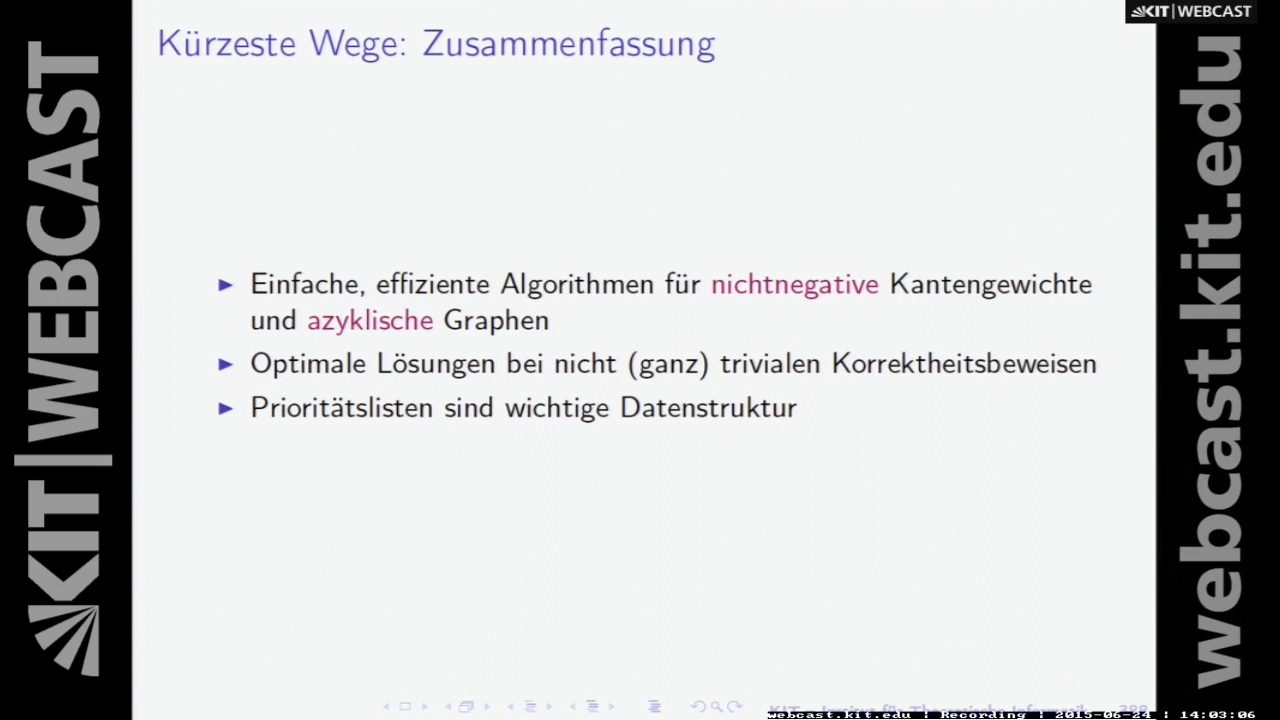 KIT | WEBCAST
Kürzeste Wege: Zusammenfassung
► Einfache, effiziente Algorithmen für nichtnegative Kantengewichte
und azyklische Graphen
► Optimale Lösungen bei nicht (ganz) trivialen Korrektheitsbeweisen
► Prioritätslisten sind wichtige Datenstruktur
KIT|WEBCAST
webcast.kit.edu
webcast.kit.edu | Recording | 2015-06-24 | 14:03:06